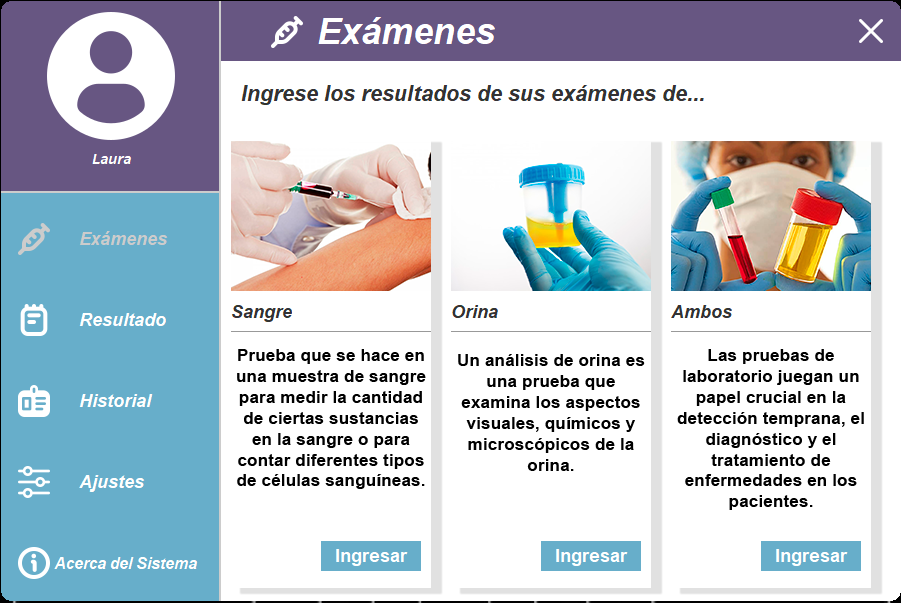 Exámenes
Laura
Ingrese los resultados de sus exámenes de...
Exámenes
Resultado
Historial
Ajustes
Acerca del Sistema
Sangre
Prueba que se hace en
una muestra de sangre
para medir la cantidad
de ciertas sustancias
en la sangre o para
contar diferentes tipos
de células sanguíneas.
Ingresar
Orina
Un análisis de orina es
una prueba que
examina los aspectos
visuales, químicos y
microscópicos de la
orina.
Ingresar
Ambos
Las pruebas de
laboratorio juegan un
papel crucial en la
detección temprana, el
diagnóstico y el
tratamiento de
enfermedades en los
pacientes.
Ingresar